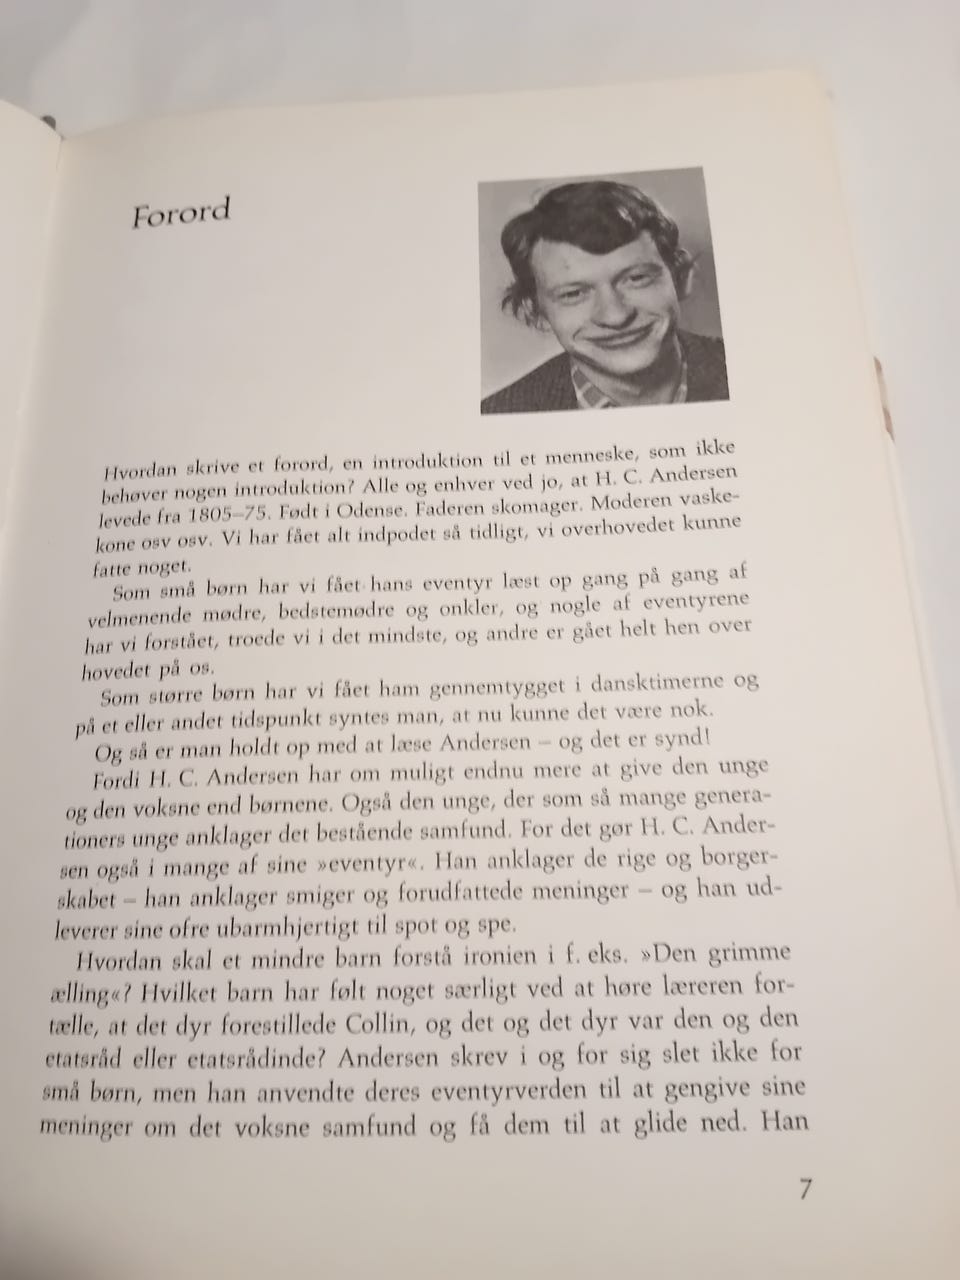 Forord
Hvordan skrive et forord, en introduktion til et menneske, som ikke
behøver nogen introduktion? Alle og enhver ved jo, at H. C. Andersen
levede fra 1805–75. Født i Odense. Faderen skomager. Moderen vaske-
kone osv osv. Vi har fået alt indpodet så tidligt, vi overhovedet kunne
fatte noget.
Som små børn har vi fået hans eventyr læst op gang på gang af
velmenende mødre, bedstemødre og onkler, og nogle af eventyrene
har vi forstået, troede vi i det mindste, og andre er gået helt hen over
hovedet på os.
Som større børn har vi fået ham gennemtygget i dansktimerne og
på et eller andet tidspunkt syntes man, at nu kunne det være nok.
Og så er man holdt op med at læse Andersen – og det er synd!
Fordi H. C. Andersen har om muligt endnu mere at give den unge
og den voksne end børnene. Også den unge, der som så mange genera-
tioners unge anklager det bestående samfund. For det gør H. C. Ander-
sen også i mange af sine »eventyr«. Han anklager de rige og borger-
skabet – han anklager smiger og forudfattede meninger – og han ud-
leverer sine ofre ubarmhjertigt til spot og spe.
Hvordan skal et mindre barn forstå ironien i f. eks. »Den grimme
ælling«? Hvilket barn har følt noget særligt ved at høre læreren for-
tælle, at det dyr forestillede Collin, og det og det dyr var den og den
etatsråd eller etatsrådinde? Andersen skrev i og for sig slet ikke for
små børn, men han anvendte deres eventyrverden til at gengive sine
meninger om det voksne samfund og få dem til at glide ned. Han
7